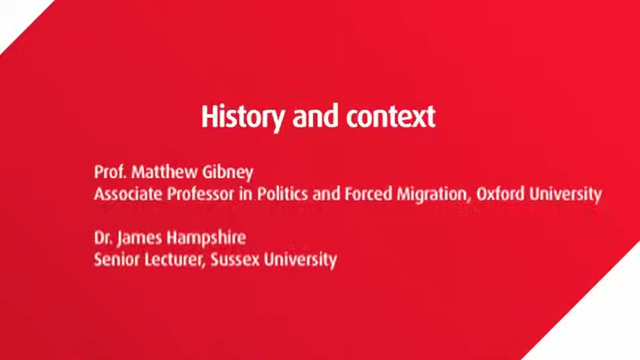 History and context
Prof. Matthew Gibney
Associate Professor in Politics and Forced Migration, Oxford University
Dr. James Hampshire
Senior Lecturer, Sussex University